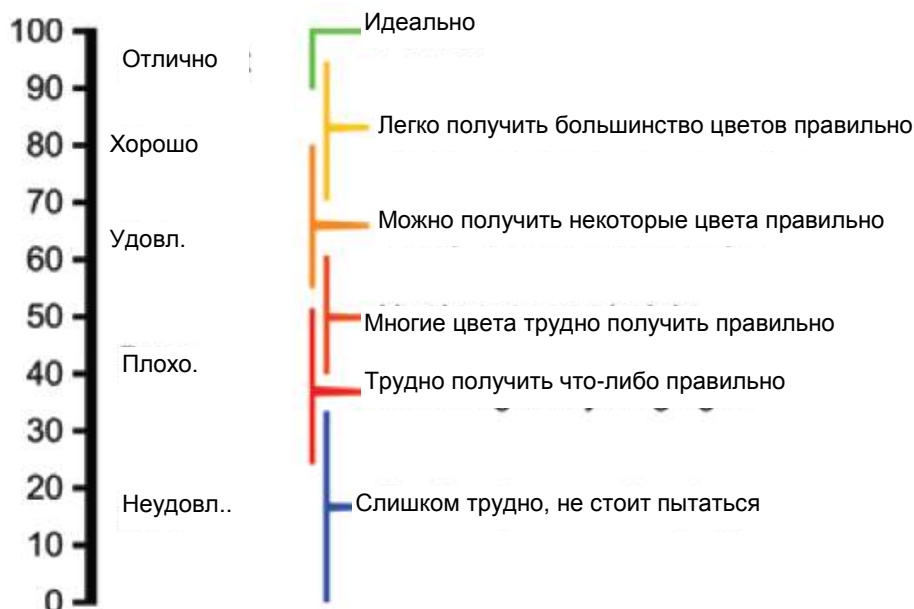 100
Идеально
Отлично
90
Легко получить большинство цветов правильно
80
Хорошо
70
Можно получить некоторые цвета правильно
Удовл.
60
50
Многие цвета трудно получить правильно
Плохо.
40
Трудно получить что-либо правильно
30
20
Неудовл..
Слишком трудно, не стоит пытаться
10
0